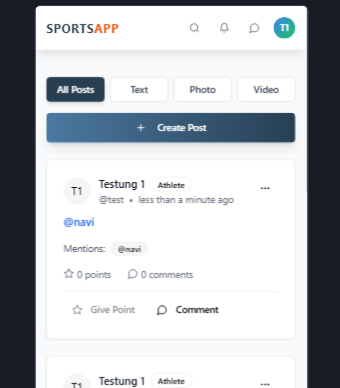 SPORTSAPP
T1
All Posts Text Photo Video
+ Create Post
T1
Testung 1 Athlete ...
@test • less than a minute ago
@navi
Mentions: @navi
0 points 0 comments
Give Point Comment
T1
Testung 1 Athlete ...